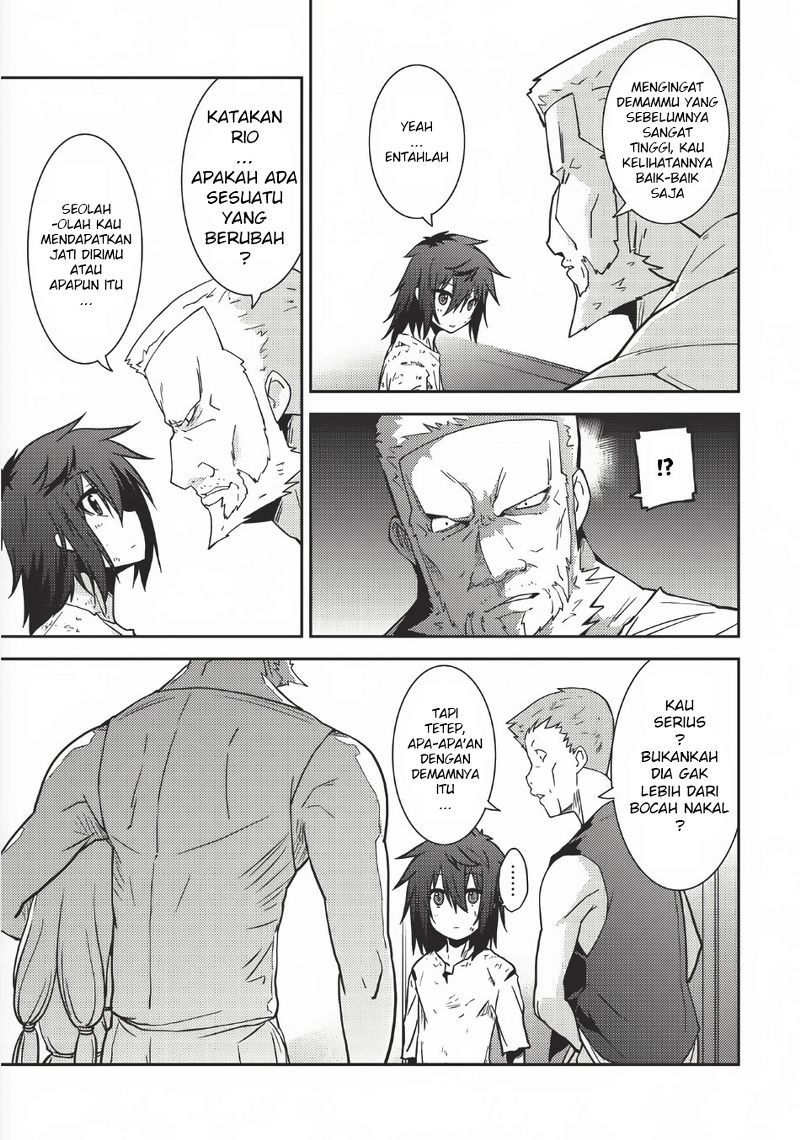 MENGINGAT
DEMAMMU YANG
SEBELUMNYA
SANGAT
TINGGI, KAU
KELIHATANNYA
BAIK-BAIK
SAJA
YEAH
...
ENTAHLAH
!?
KATAKAN
RIO
...
APAKAH ADA
SESUATU
YANG
BERUBAH
?
SEOLAH
-OLAH KAU
MENDAPATKAN
JATI DIRIMU
ATAU
APAPUN ITU
...
KAU
SERIUS
?
BUKANKAH
DIA GAK
LEBIH DARI
BOCAH NAKAL
?
TAPI
TETEP,
APA-APA'AN
DENGAN
DEMAMNYA
ITU
...
......